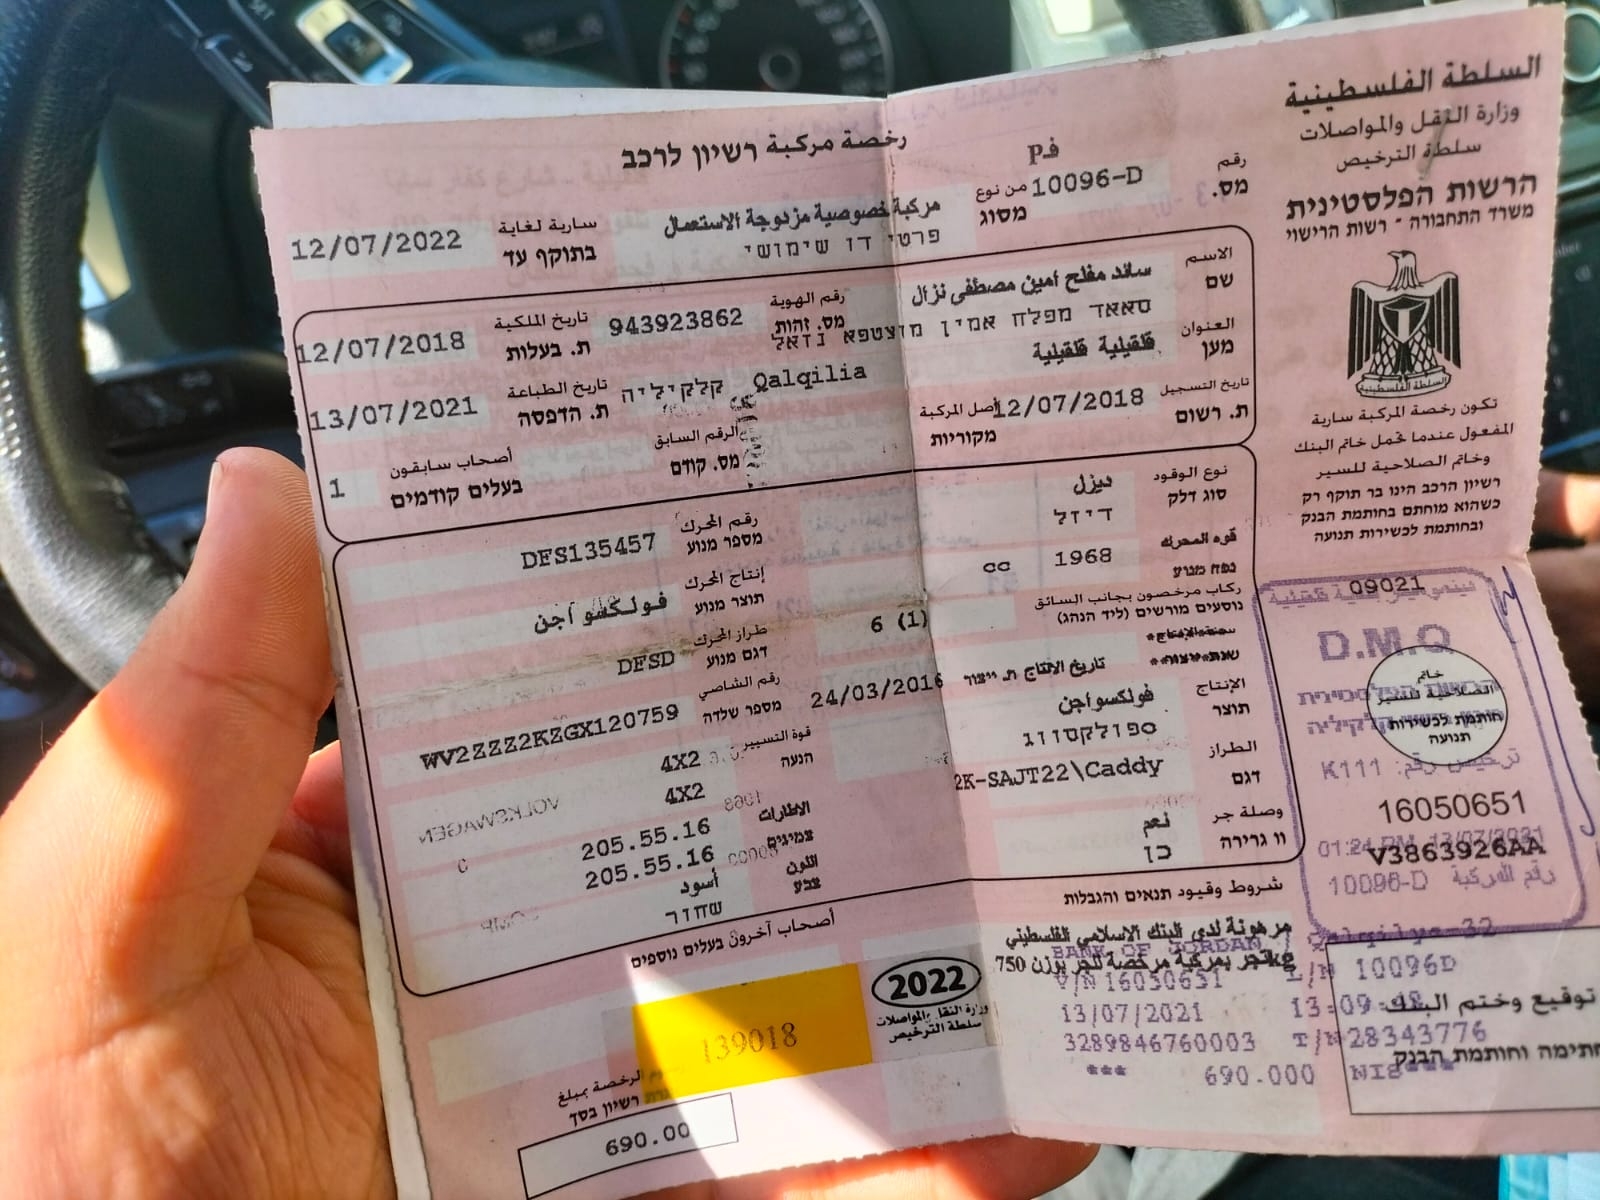 السلطة الفلسطينية
وزارة النقل والمواصلات
سلطة الترخيص
הרשות הפלסטינית
משרד התחבורה - רשות הרישוי
رخصة مركبة רשיון לרכב
فـP
رقم 10096-D
מס.
من نوع مركبة خصوصية مزدوجة الاستعمال
מסוג פרטי דו שימושי
سارية لغاية 12/07/2022
בתוקף עד
الاسم سائد مفلح امين مصطفى نزال
שם סאאד מפלח אמין מוצטפא נזאל
رقم الهوية 943923862
מס. זהות
تاريخ الملكية 12/07/2018
ת. בעלות
العنوان قلقيلية قلقيلية
מען קלקיליה Qalqilia
تاريخ الطباعة 13/07/2021
ת. הדפסה
تاريخ التسجيل 12/07/2018
ת. רשום
أصل المركبة
מקוריות
الرقم السابق
מס. קודם
أصحاب سابقون 1
בעלים קודמים
نوع الوقود ديزل
סוג דלק דיזל
قوة المحرك 1968 cc
נפח מנוע
ركاب مرخصون بجانب السائق 6 (1)
נוסעים מורשים (ליד הנהג)
تاريخ الانتاج ת. ייצור 24/03/2016
الإنتاج فولكسواجن
תוצר ספולקסווג
الطراز 2K-SAJT22\Caddy
דגם
وصلة جر نعم
וו גרירה כן
رقم المحرك DFS135457
מספר מנוע
إنتاج المحرك فولكسواجن
תוצר מנוע
طراز المحرك DFSD
דגם מנוע
رقم الشاصي WV2ZZZ2KZGX120759
מספר שלדה
قوة التسيير 4X2
הנעה 4X2
الاطارات 205.55.16
צמיגים 205.55.16
اللون أسود
צבע שחור
أصحاب آخرون בעלים נוספים
شروط وقيود תנאים והגבלות
مرهونة لدى البنك الاسلامي الفلسطيني
تجر بمركبة مرخصة للجر بوزن 750 kg
BANK OF JORDAN
V/N 16050651 L/N 10096D
13/07/2021 13-09-48
3289846760003 T/N 28343776
*** 690.000 NIS ***
2022
وزارة النقل والمواصلات
سلطة الترخيص
139018
الرخصة بمبلغ
רשיון בסך
690.00
تكون رخصة المركبة سارية
المفعول عندما تحمل خاتم البنك
وخاتم الصلاحية للسير
רשיון הרכב הינו בר תוקף רק
כשהוא מוחתם בחותמת הבנק
ובחותמת לכשירות תנועה
09021
D.M.Q
خاتم
الصلاحية للسير
חותמת לכשירות
תנועה
ترخيص رقم: K111
16050651
01:24 PM 13/07/2021
V3863926AA
رقم المركبة 10096-D
Qalqilya-32
توقيع وختم البنك
חתימה וחותמת הבנק